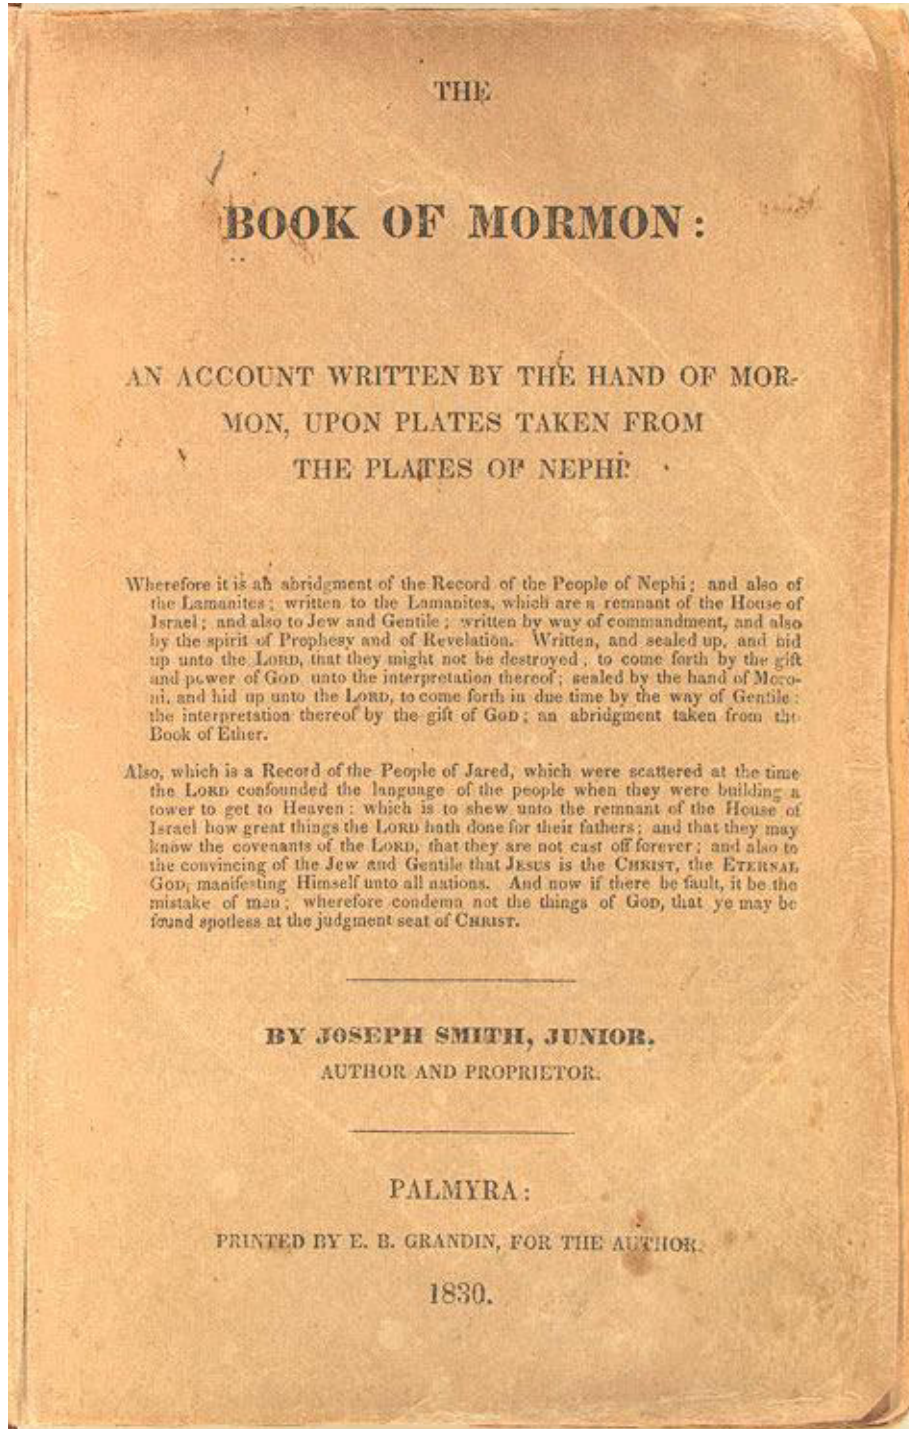 THE
BOOK OF MORMON:
AN ACCOUNT WRITTEN BY THE HAND OF MOR-
MON, UPON PLATES TAKEN FROM
THE PLATES OF NEPHI.
Wherefore it is an abridgment of the Record of the People of Nephi; and also of
the Lamanites; written to the Lamanites, which are a remnant of the House of
Israel; and also to Jew and Gentile; written by way of commandment, and also
by the spirit of Prophesy and of Revelation. Written, and sealed up, and hid
up unto the LORD, that they might not be destroyed; to come forth by the gift
and power of GOD unto the interpretation thereof; sealed by the hand of Moro-
ni, and hid up unto the LORD, to come forth in due time by the way of Gentile;
the interpretation thereof by the gift of GOD; an abridgment taken from the
Book of Ether.
Also, which is a Record of the People of Jared, which were scattered at the time
the LORD confounded the language of the people when they were building a
tower to get to Heaven: which is to shew unto the remnant of the House of
Israel how great things the LORD hath done for their fathers; and that they may
know the covenants of the LORD, that they are not cast off forever; and also to
the convincing of the Jew and Gentile that JESUS is the CHRIST, the ETERNAL
GOD, manifesting Himself unto all nations. And now if there be fault, it be the
mistake of men; wherefore condemn not the things of GOD, that ye may be
found spotless at the judgment seat of CHRIST.
BY JOSEPH SMITH, JUNIOR,
AUTHOR AND PROPRIETOR.
PALMYRA:
PRINTED BY E. B. GRANDIN, FOR THE AUTHOR.
1830.